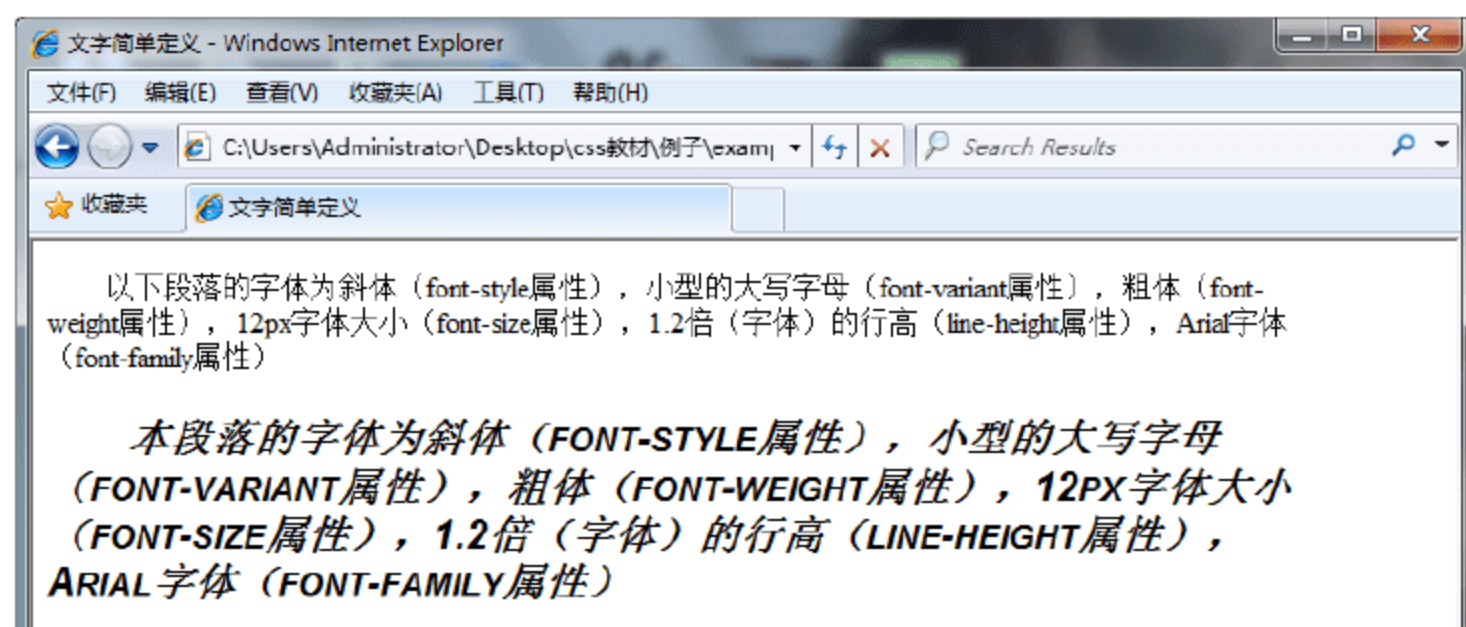 文字简单定义 - Windows Internet Explorer
文件(F) 编辑(E) 查看(V) 收藏夹(A) 工具(T) 帮助(H)
C:\Users\Administrator\Desktop\css教材\例子\examp Search Results
收藏夹 文字简单定义
以下段落的字体为斜体（font-style属性），小型的大写字母（font-variant属性），粗体（font-
weight属性），12px字体大小（font-size属性），1.2倍（字体）的行高（line-height属性），Arial字体
（font-family属性）
本段落的字体为斜体（FONT-STYLE属性），小型的大写字母
（FONT-VARIANT属性），粗体（FONT-WEIGHT属性），12PX字体大小
（FONT-SIZE属性），1.2倍（字体）的行高（LINE-HEIGHT属性），
ARIAL字体（FONT-FAMILY属性）